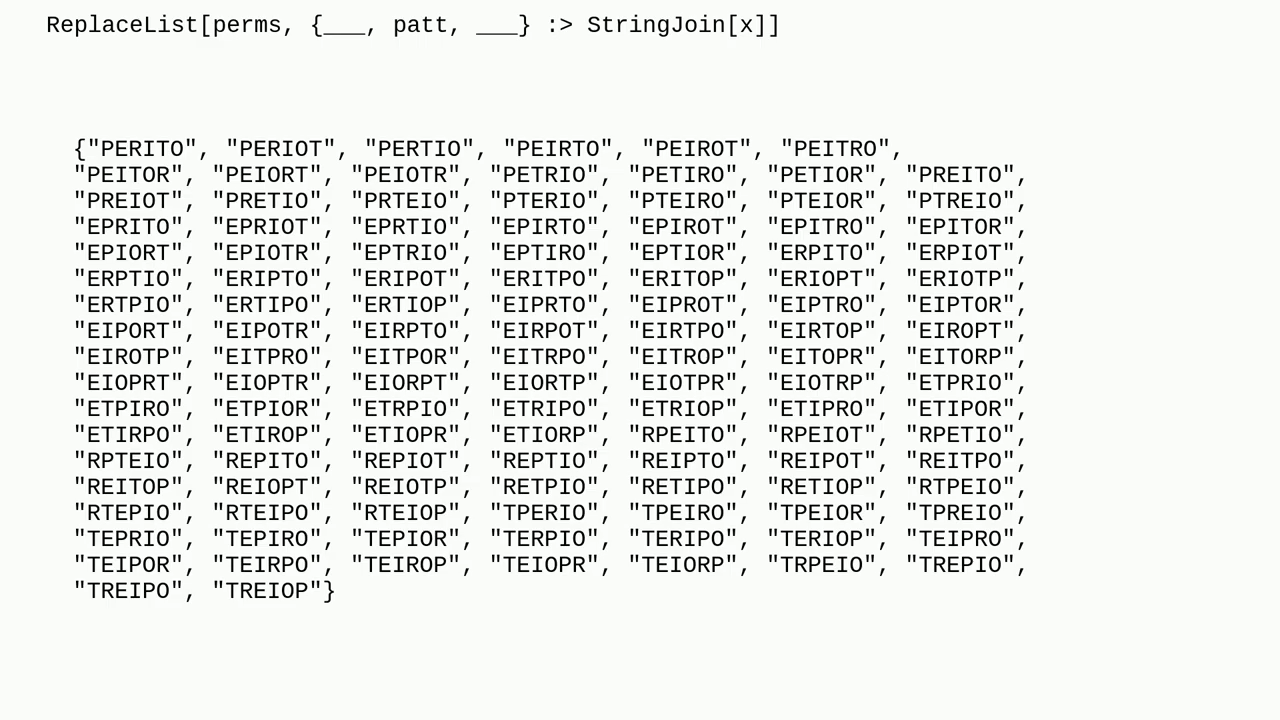 ReplaceList[perms, {___, patt, ___} :> StringJoin[x]]
{"PERITO", "PERIOT", "PERTIO", "PEIRTO", "PEIROT", "PEITRO",
"PEITOR", "PEIORT", "PEIOTR", "PETRIO", "PETIRO", "PETIOR", "PREITO",
"PREIOT", "PRETIO", "PRTEIO", "PTERIO", "PTEIRO", "PTEIOR", "PTREIO",
"EPRITO", "EPRIOT", "EPRTIO", "EPIRTO", "EPIROT", "EPITRO", "EPITOR",
"EPIORT", "EPIOTR", "EPTRIO", "EPTIRO", "EPTIOR", "ERPITO", "ERPIOT",
"ERPTIO", "ERIPTO", "ERIPOT", "ERITPO", "ERITOP", "ERIOPT", "ERIOTP",
"ERTPIO", "ERTIPO", "ERTIOP", "EIPRTO", "EIPROT", "EIPTRO", "EIPTOR",
"EIPORT", "EIPOTR", "EIRPTO", "EIRPOT", "EIRTPO", "EIRTOP", "EIROPT",
"EIROTP", "EITPRO", "EITPOR", "EITRPO", "EITROP", "EITOPR", "EITORP",
"EIOPRT", "EIOPTR", "EIORPT", "EIORTP", "EIOTPR", "EIOTRP", "ETPRIO",
"ETPIRO", "ETPIOR", "ETRPIO", "ETRIPO", "ETRIOP", "ETIPRO", "ETIPOR",
"ETIRPO", "ETIROP", "ETIOPR", "ETIORP", "RPEITO", "RPEIOT", "RPETIO",
"RPTEIO", "REPITO", "REPIOT", "REPTIO", "REIPTO", "REIPOT", "REITPO",
"REITOP", "REIOPT", "REIOTP", "RETPIO", "RETIPO", "RETIOP", "RTPEIO",
"RTEPIO", "RTEIPO", "RTEIOP", "TPERIO", "TPEIRO", "TPEIOR", "TPREIO",
"TEPRIO", "TEPIRO", "TEPIOR", "TERPIO", "TERIPO", "TERIOP", "TEIPRO",
"TEIPOR", "TEIRPO", "TEIROP", "TEIOPR", "TEIORP", "TRPEIO", "TREPIO",
"TREIPO", "TREIOP"}